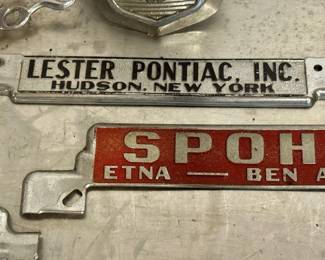 LESTER PONTIAC, INC.
HUDSON, NEW YORK
SPOH
ETNA — BEN A